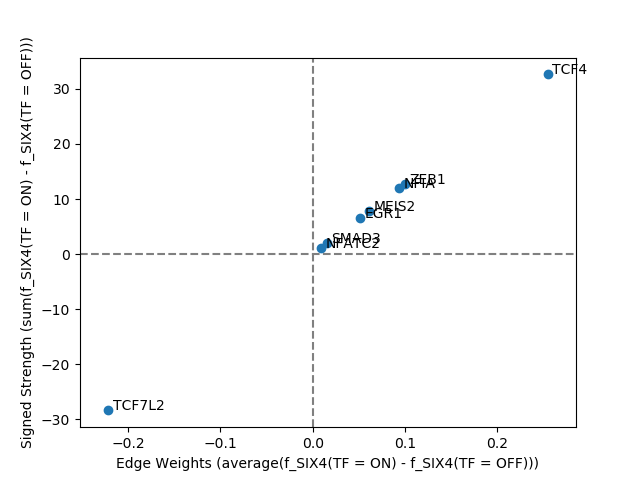 TCF4
ZEB1
NFIA
MEIS2
EGR1
SMAD3
NFATC2
TCF7L2
30
20
10
0
−10
−20
−30
−0.2
−0.1
0.0
0.1
0.2
Edge Weights (average(f_SIX4(TF = ON) - f_SIX4(TF = OFF)))
Signed Strength (sum(f_SIX4(TF = ON) - f_SIX4(TF = OFF)))